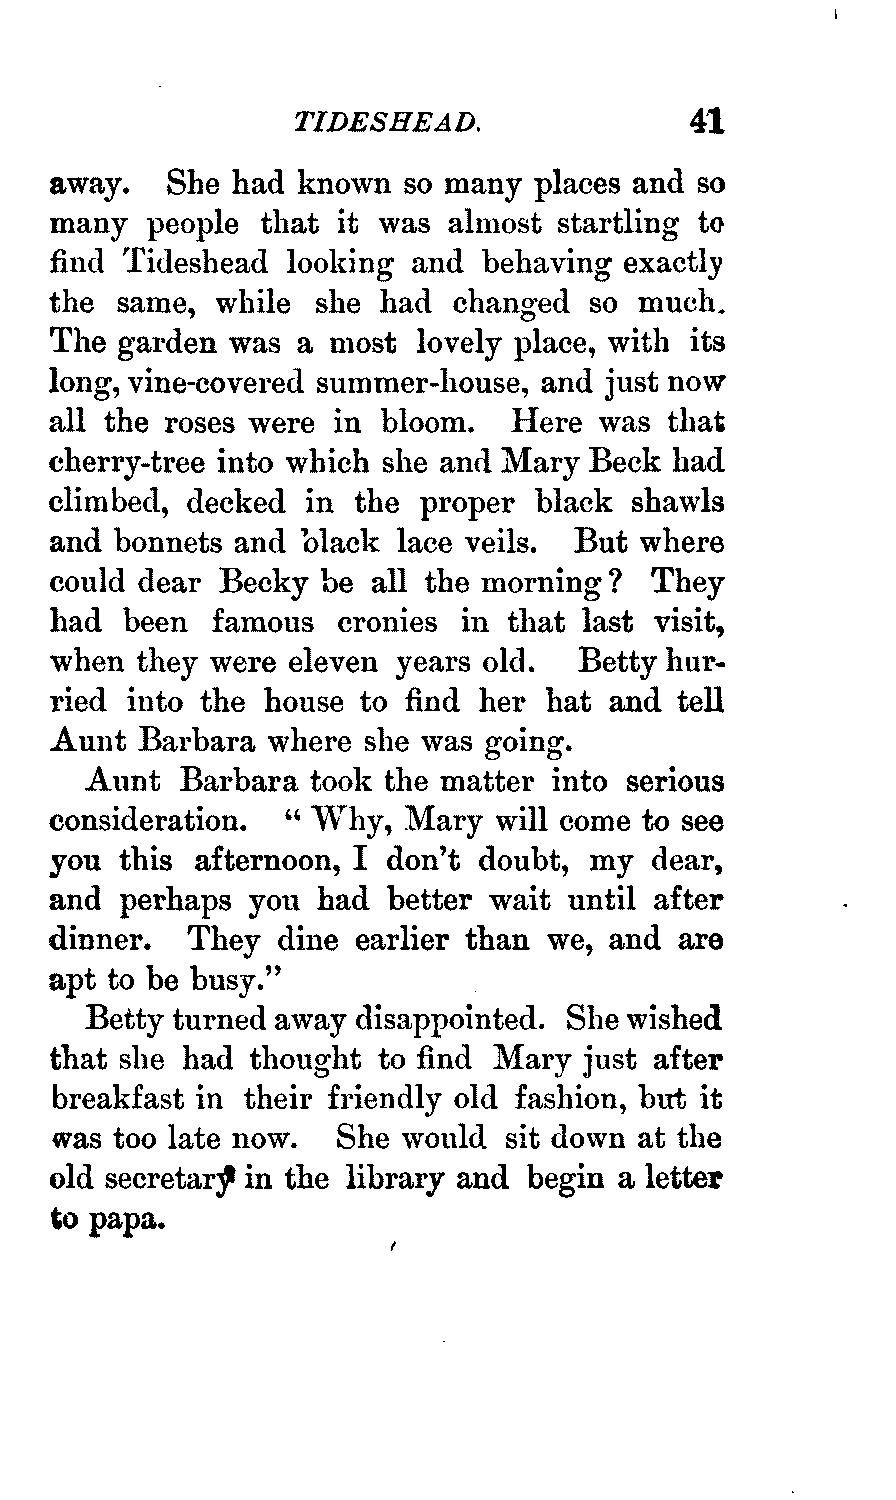 TIDESHEAD. 41
away. She had known so many places and so
many people that it was almost startling to
find Tideshead looking and behaving exactly
the same, while she had changed so much.
The garden was a most lovely place, with its
long, vine-covered summer-house, and just now
all the roses were in bloom. Here was that
cherry-tree into which she and Mary Beck had
climbed, decked in the proper black shawls
and bonnets and black lace veils. But where
could dear Becky be all the morning? They
had been famous cronies in that last visit,
when they were eleven years old. Betty hur-
ried into the house to find her hat and tell
Aunt Barbara where she was going.
Aunt Barbara took the matter into serious
consideration. “Why, Mary will come to see
you this afternoon, I don't doubt, my dear,
and perhaps you had better wait until after
dinner. They dine earlier than we, and are
apt to be busy.”
Betty turned away disappointed. She wished
that she had thought to find Mary just after
breakfast in their friendly old fashion, but it
was too late now. She would sit down at the
old secretary in the library and begin a letter
to papa.